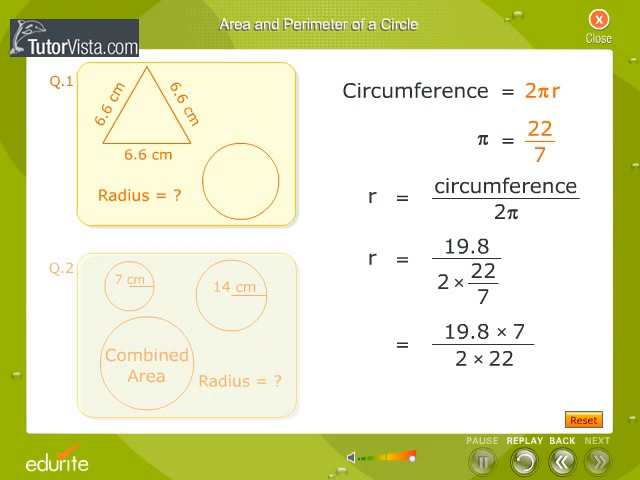 Area and Perimeter of a Circle
X
Close
TutorVista.com
Q.1
6.6 cm
6.6 cm
6.6 cm
Radius = ?
Q.2
7 cm
14 cm
Combined
Area
Radius = ?
Circumference = 2πr
π = 22/7
r = circumference/2π
r = 19.8/(2 × 22/7)
= 19.8 × 7/2 × 22
Reset
PAUSE REPLAY BACK NEXT
edurite